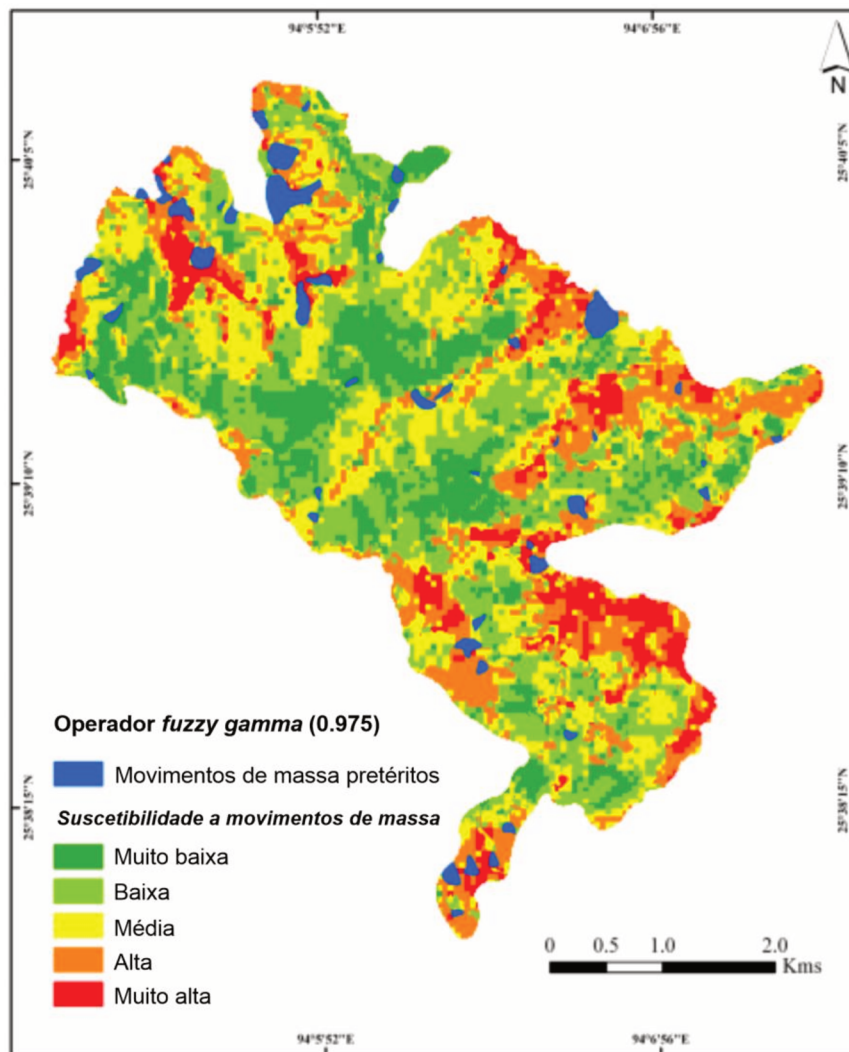 94°5'52"E 94°6'56"E
N
25°40'5"N 25°40'5"N
25°39'10"N 25°39'10"N
25°38'15"N 25°38'15"N
Operador fuzzy gamma (0.975)
Movimentos de massa pretéritos
Suscetibilidade a movimentos de massa
Muito baixa
Baixa
Média
Alta
Muito alta
0 0.5 1.0 2.0
Kms
94°5'52"E 94°6'56"E